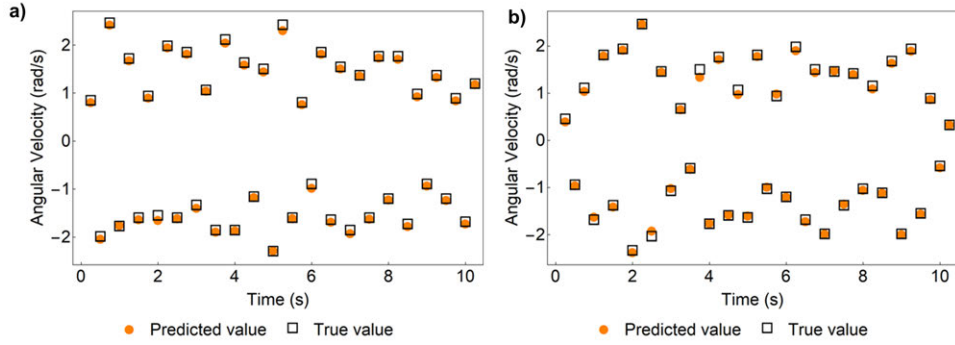 a)
Angular Velocity (rad/s)
2
1
0
−1
−2
0 2 4 6 8 10
Time (s)
Predicted value True value
b)
Angular Velocity (rad/s)
2
1
0
−1
−2
0 2 4 6 8 10
Time (s)
Predicted value True value